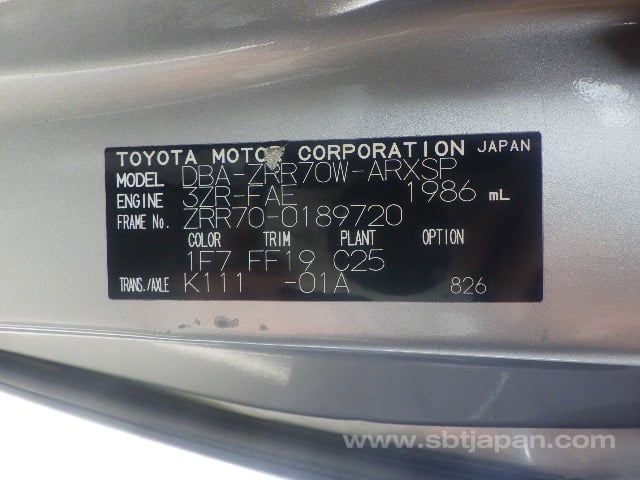 TOYOTA MOTOR CORPORATION JAPAN
MODEL DBA-ZRR70W-ARXSP
ENGINE 3ZR-FAE 1986 mL
FRAME No. ZRR70-0189720
COLOR TRIM PLANT OPTION
1F7 FF19 C25
TRANS./AXLE K111 -01A 826
www.sbtjapan.com